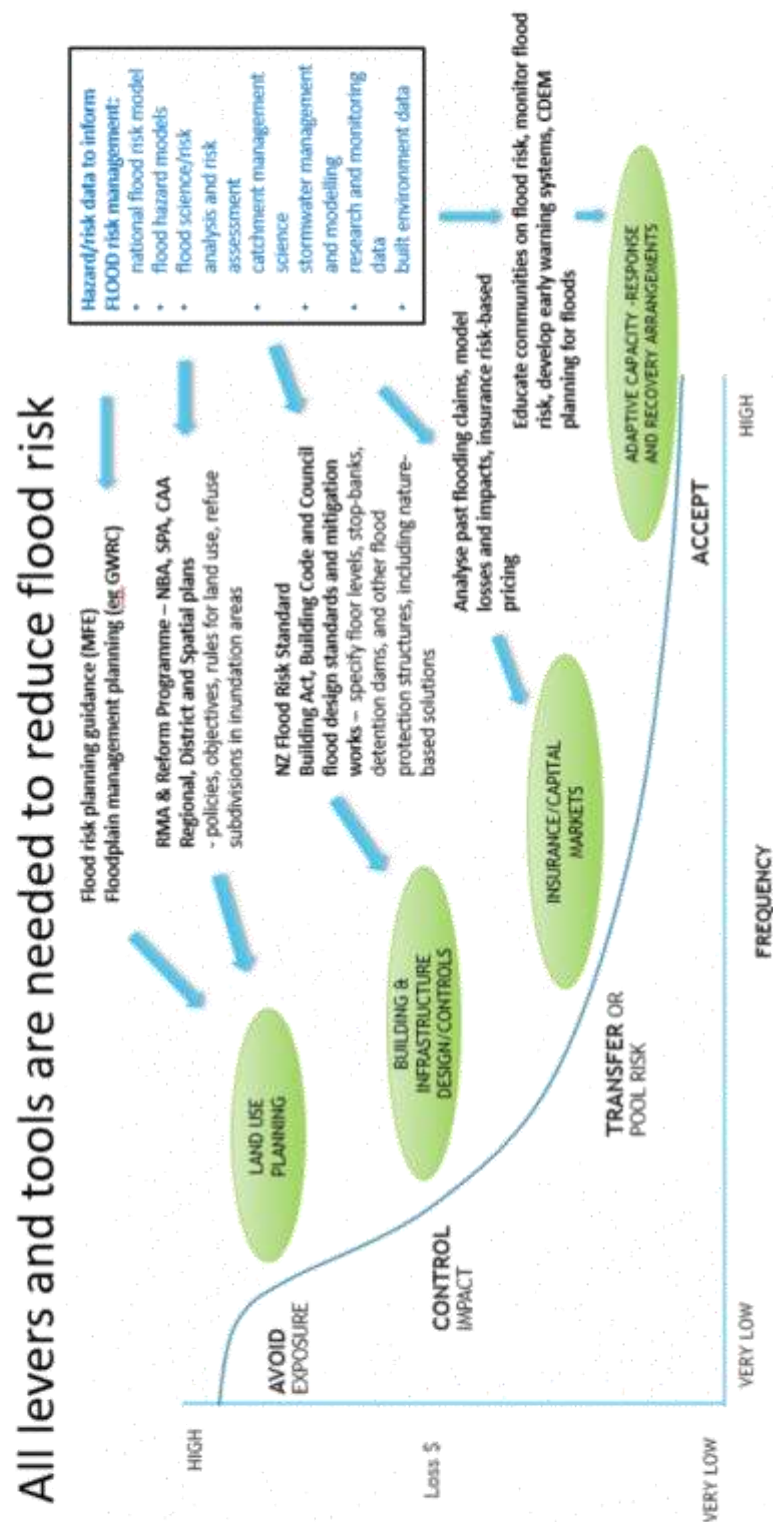 All levers and tools are needed to reduce flood risk
Hazard/risk data to inform
FLOOD risk management:
• national flood risk model
• flood hazard models
• flood science/risk
analysis and risk
assessment
• catchment management
science
• stormwater management
and modelling
• research and monitoring
data
• built environment data
Flood risk planning guidance (MFE)
Floodplain management planning (eg GWRC)
RMA & Reform Programme – NBA, SPA, CAA
Regional, District and Spatial plans
- policies, objectives, rules for land use, refuse
subdivisions in inundation areas
NZ Flood Risk Standard
Building Act, Building Code and Council
flood design standards and mitigation
works – specify floor levels, stop-banks,
detention dams, and other flood
protection structures, including nature-
based solutions
Analyse past flooding claims, model
losses and impacts, insurance risk-based
pricing
Educate communities on flood risk, monitor flood
risk, develop early warning systems, CDEM
planning for floods
LAND USE
PLANNING
BUILDING &
INFRASTRUCTURE
DESIGN/CONTROLS
INSURANCE/CAPITAL
MARKETS
ADAPTIVE CAPACITY -RESPONSE
AND RECOVERY ARRANGEMENTS
AVOID
EXPOSURE
CONTROL
IMPACT
TRANSFER OR
POOL RISK
ACCEPT
HIGH
Loss $
VERY LOW
VERY LOW
FREQUENCY
HIGH